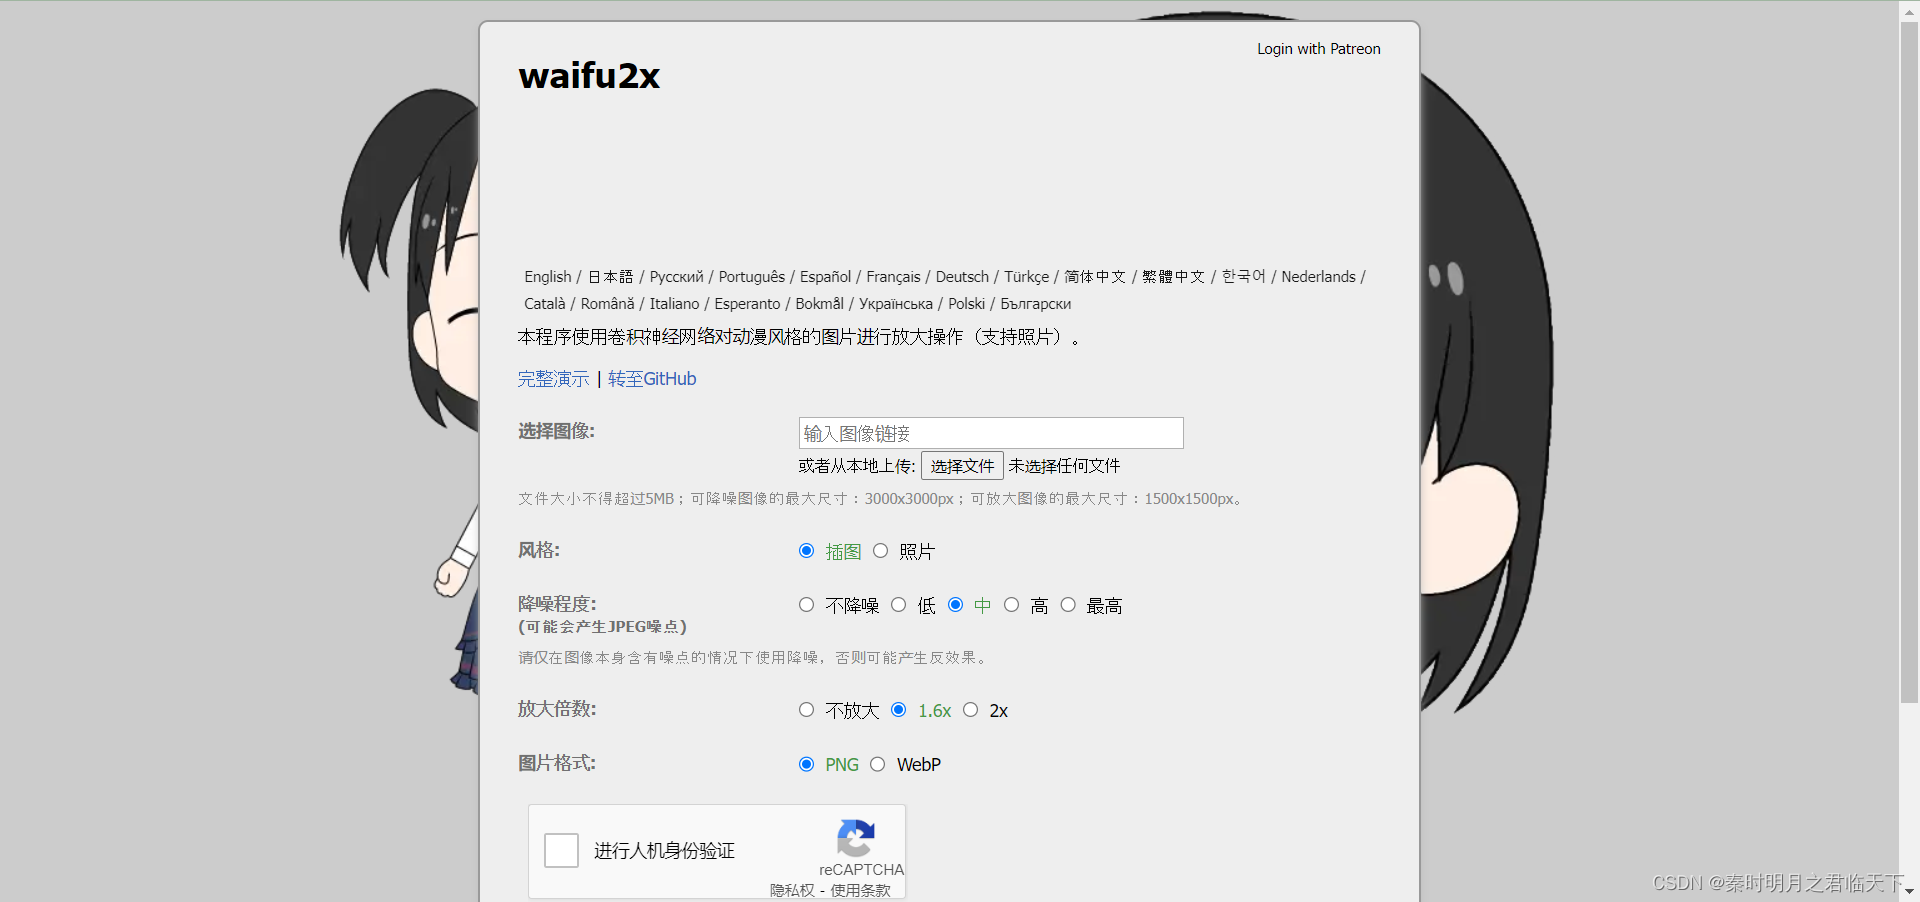 Login with Patreon
waifu2x
English / 日本語 / Русский / Português / Español / Français / Deutsch / Türkçe / 简体中文 / 繁體中文 / 한국어 / Nederlands /
Català / Română / Italiano / Esperanto / Bokmål / Українська / Polski / Български
本程序使用卷积神经网络对动漫风格的图片进行放大操作（支持照片）。
完整演示 | 转至GitHub
选择图像: 输入图像链接
或者从本地上传: 选择文件 未选择任何文件
文件大小不得超过5MB；可降噪图像的最大尺寸：3000x3000px；可放大图像的最大尺寸：1500x1500px。
风格: 插图 照片
降噪程度: 不降噪 低 中 高 最高
(可能会产生JPEG噪点)
请仅在图像本身含有噪点的情况下使用降噪，否则可能产生反效果。
放大倍数: 不放大 1.6x 2x
图片格式: PNG WebP
进行人机身份验证
reCAPTCHA
隐私权 - 使用条款
CSDN @秦时明月之君临天下